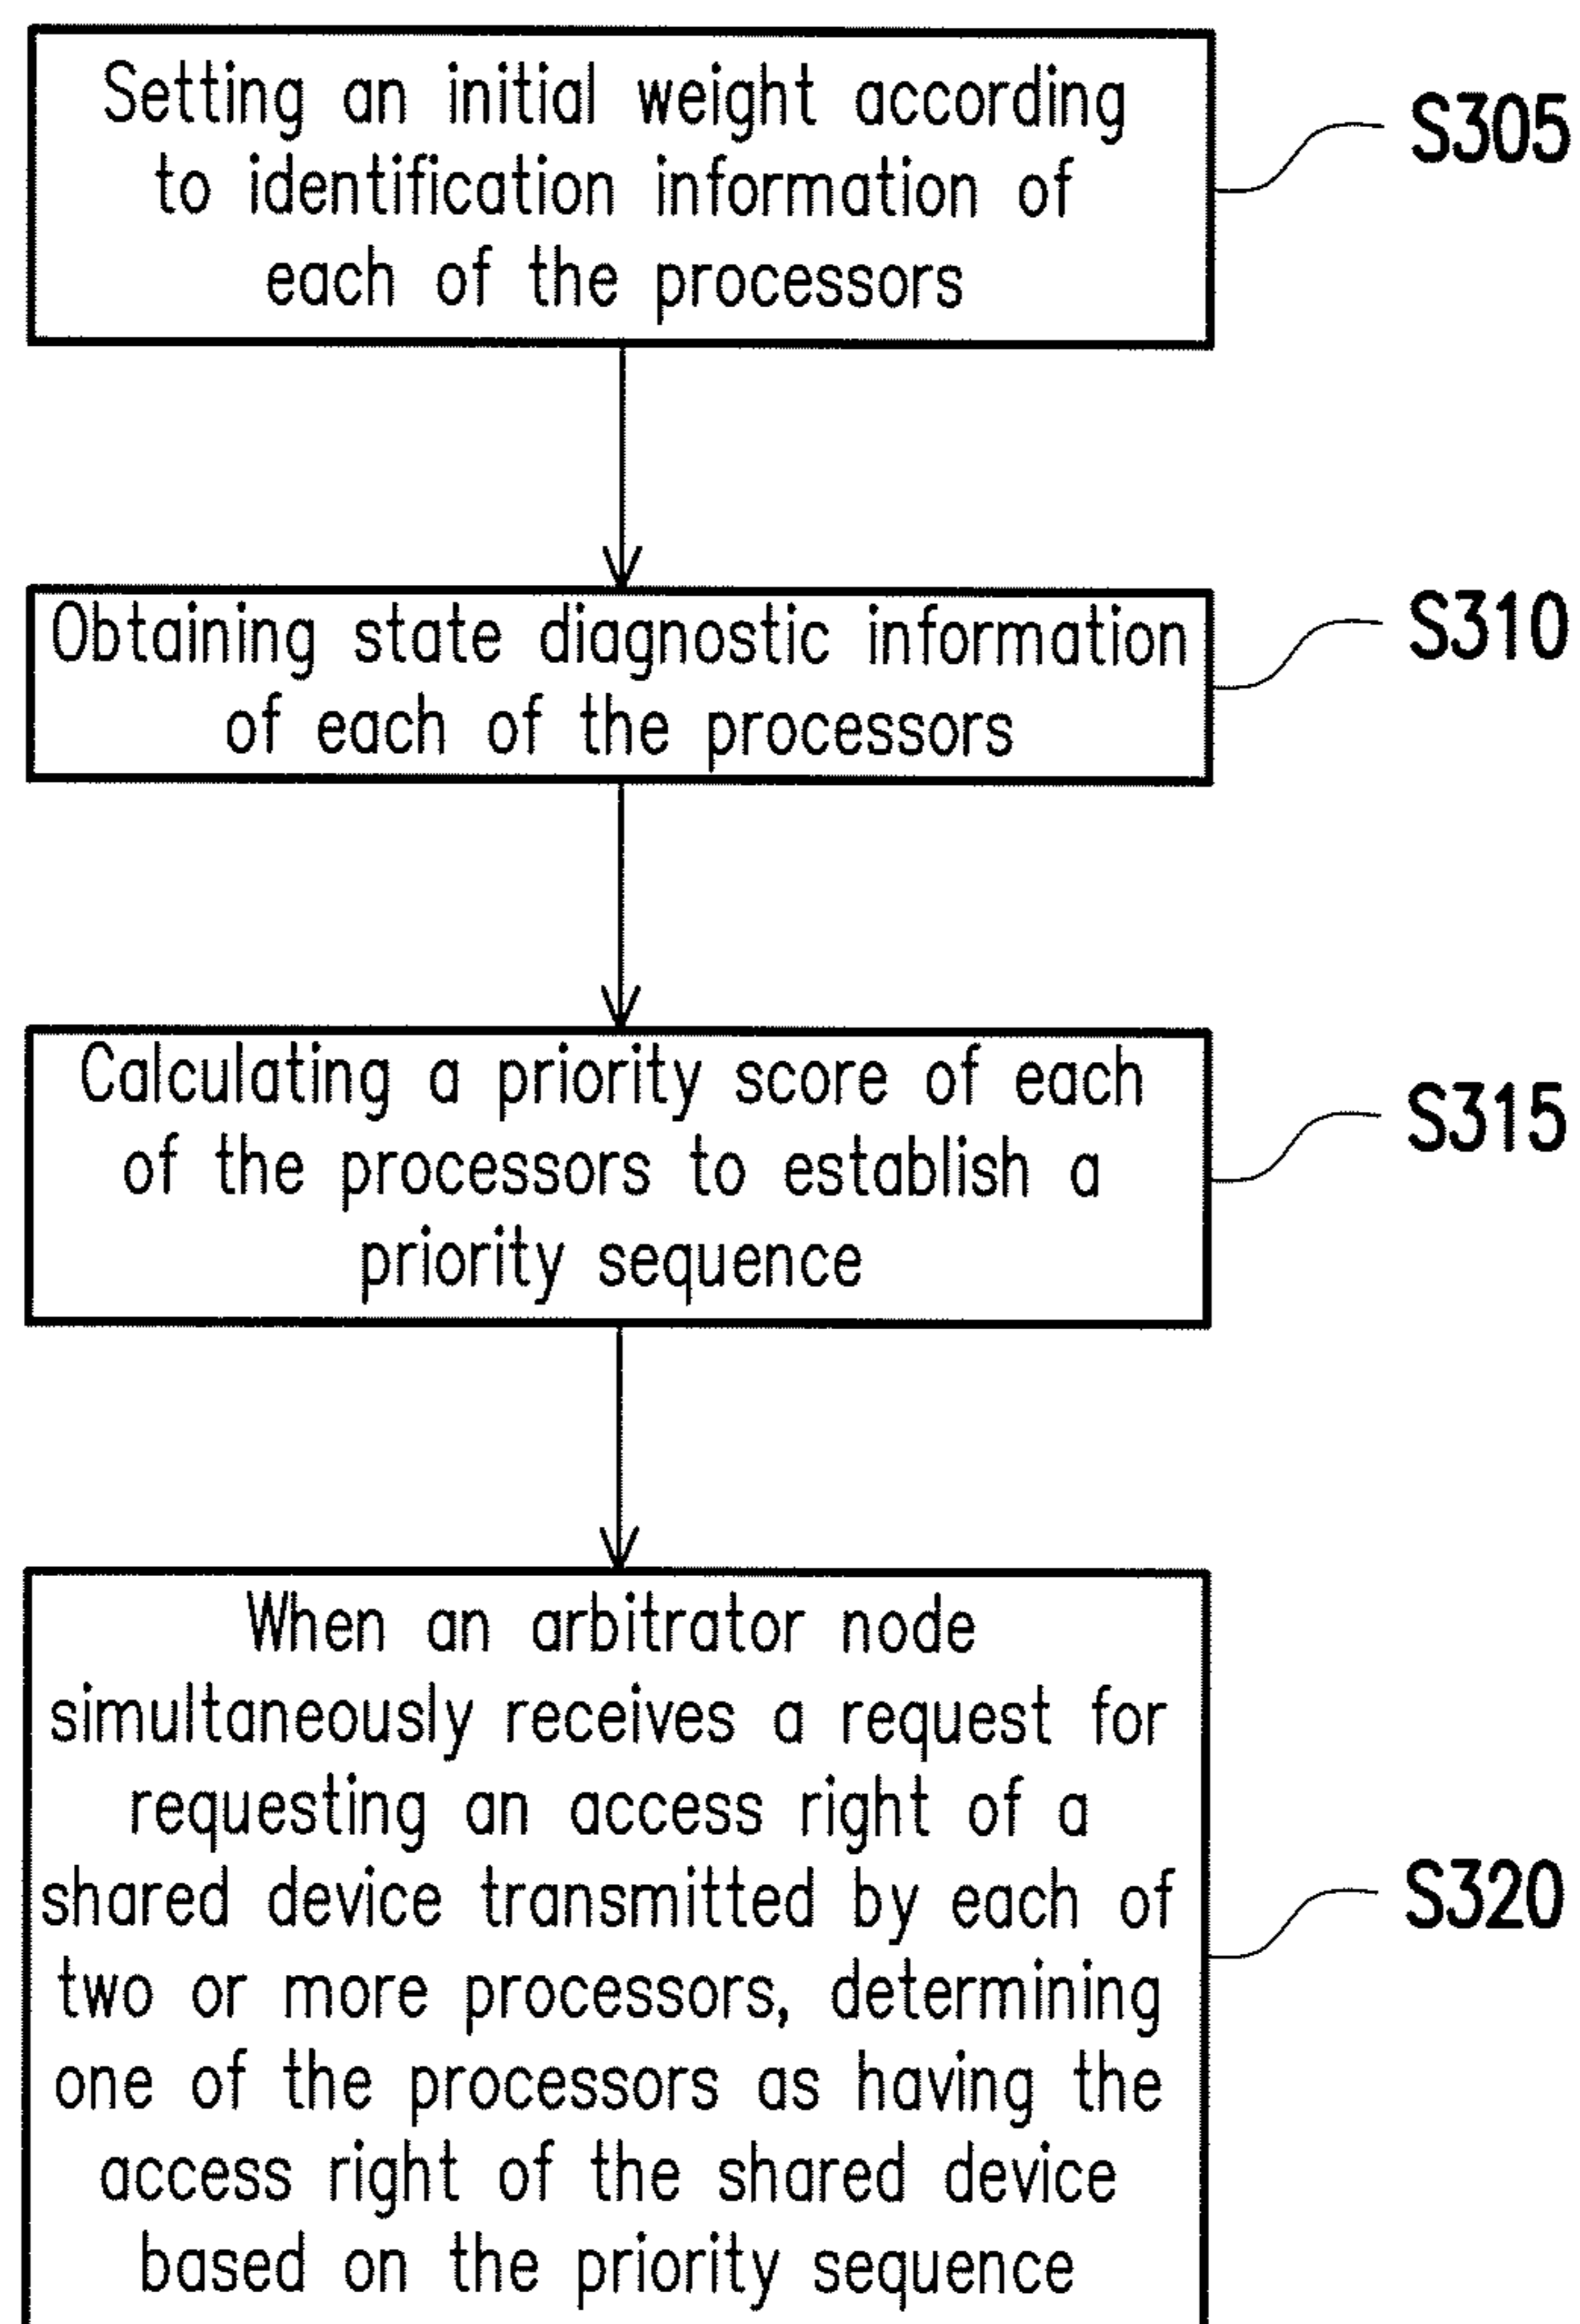 Setting an initial weight according
to identification information of
each of the processors
S305
Obtaining state diagnostic information
of each of the processors
S310
Calculating a priority score of each
of the processors to establish a
priority sequence
S315
When an arbitrator node
simultaneously receives a request for
requesting an access right of a
shared device transmitted by each of
two or more processors, determining
one of the processors as having the
access right of the shared device
based on the priority sequence
S320